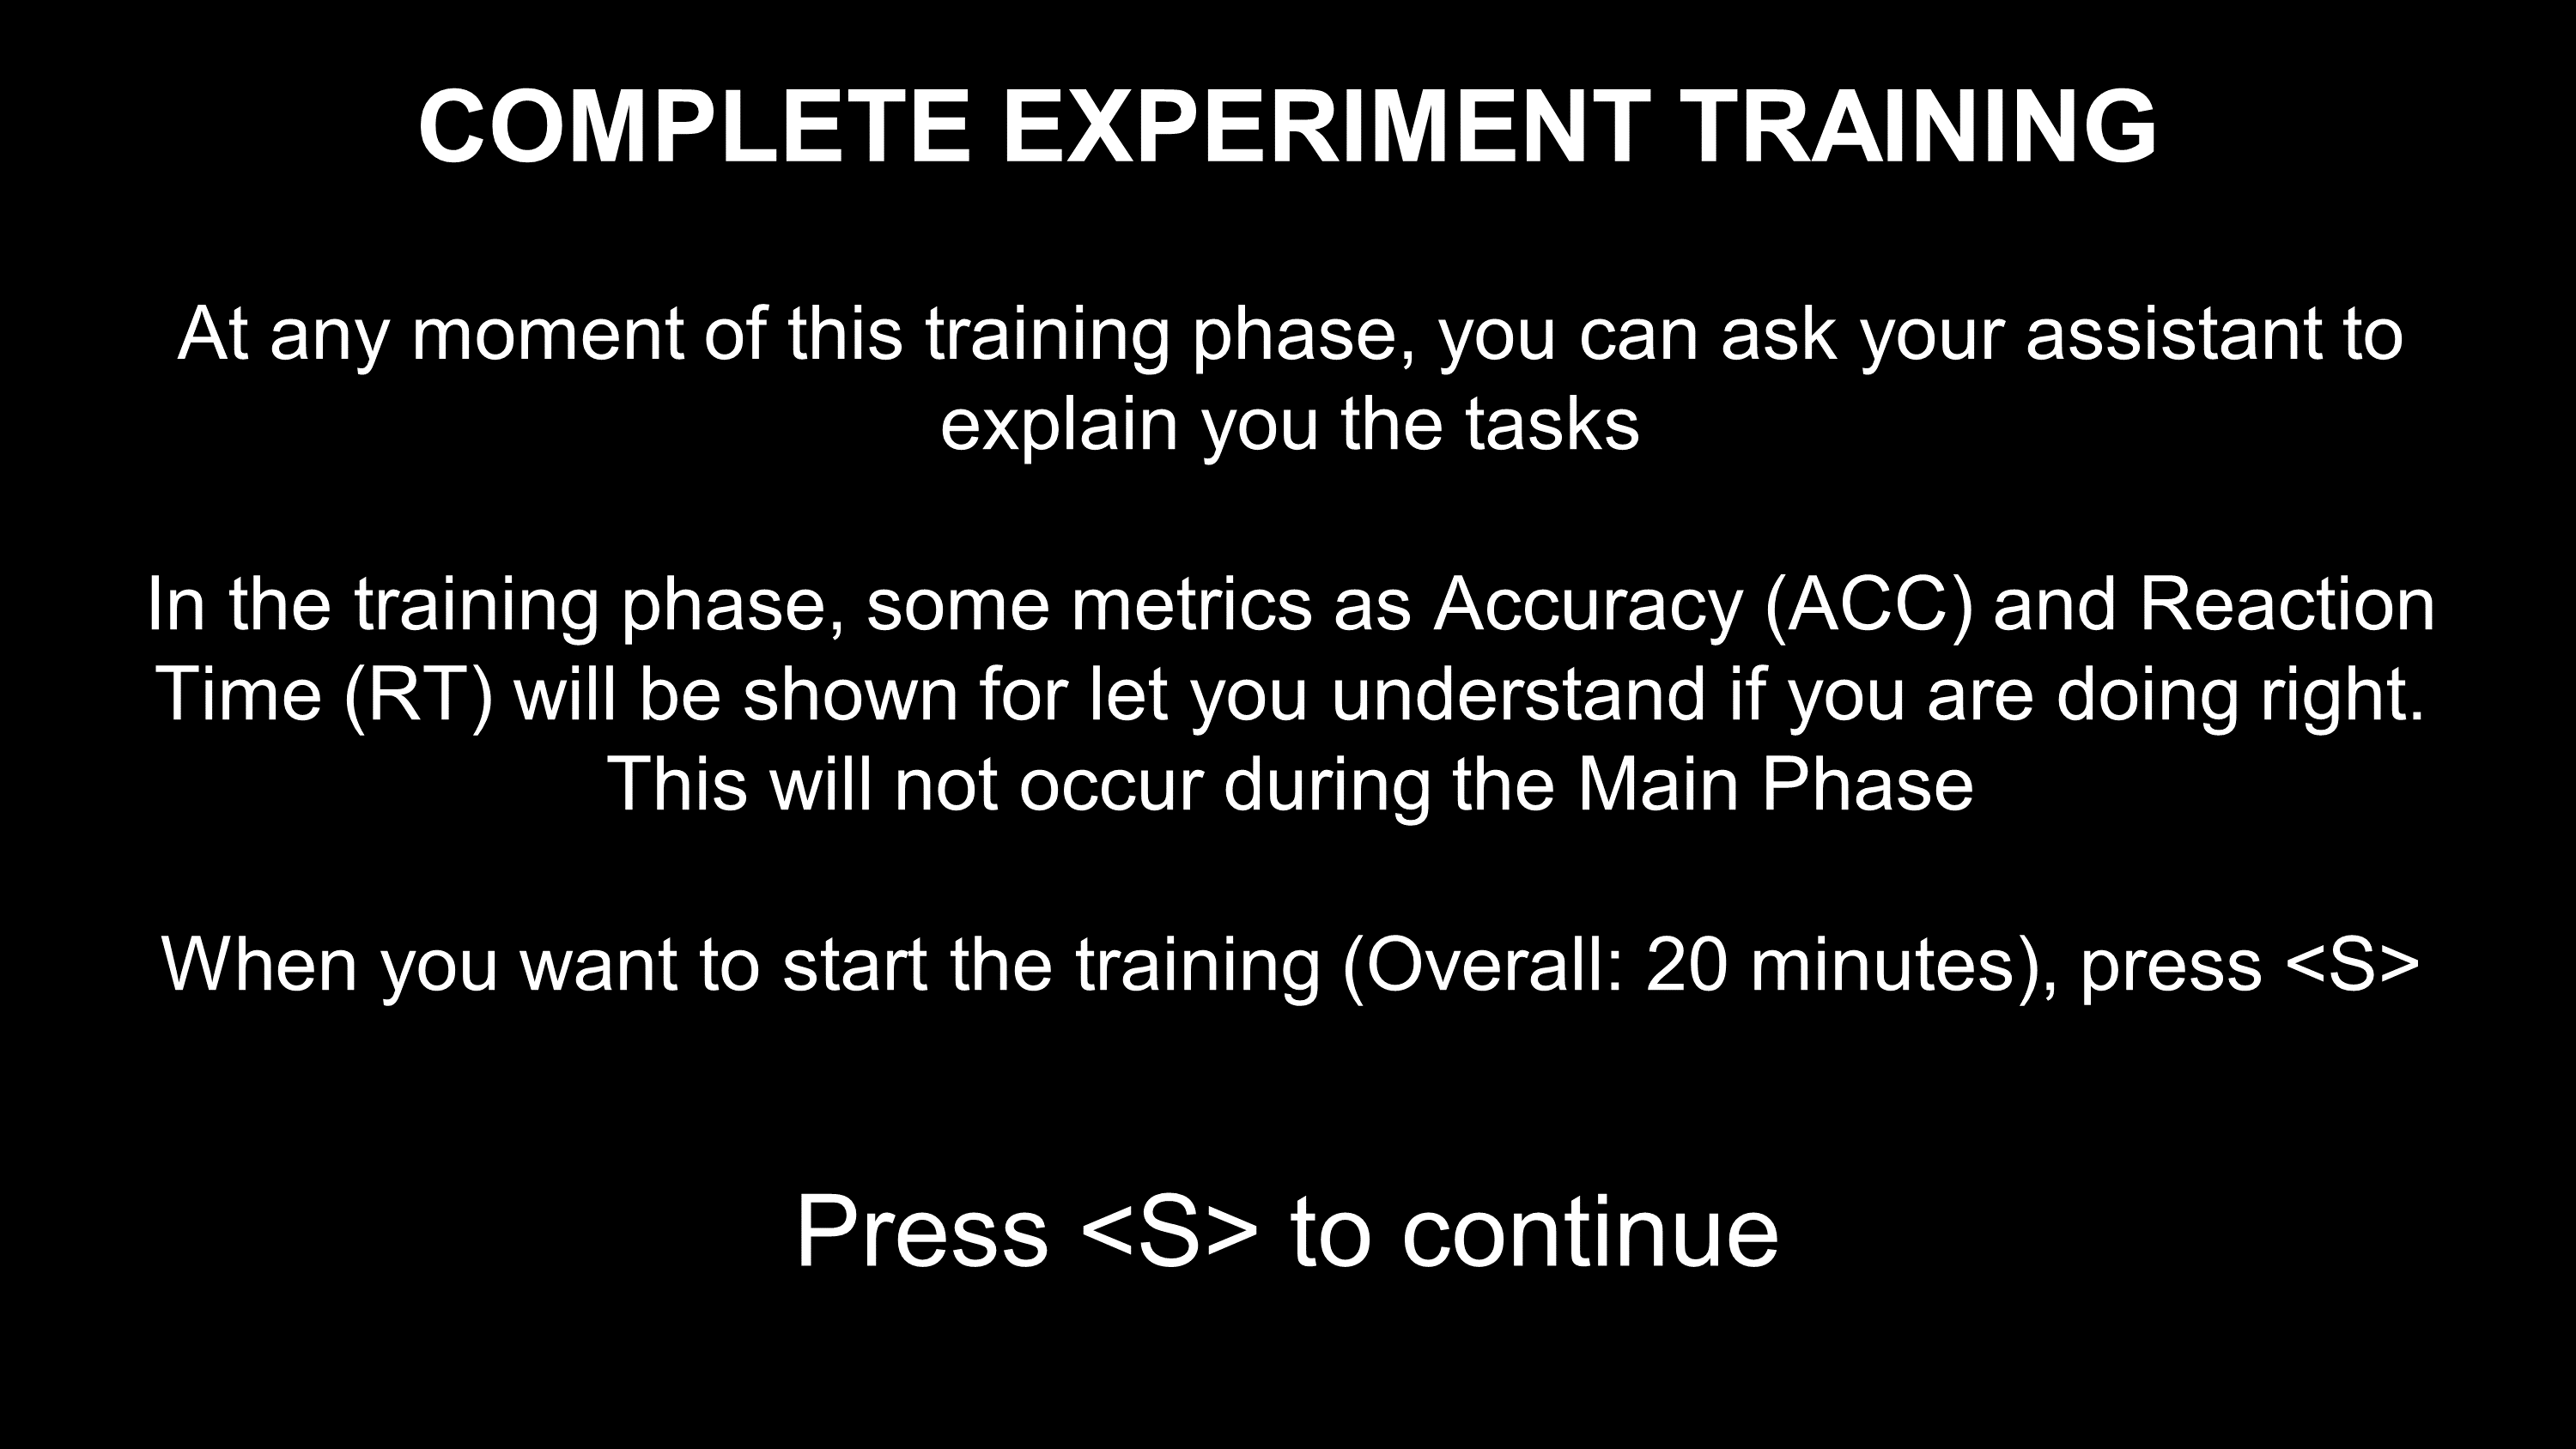 COMPLETE EXPERIMENT TRAINING
At any moment of this training phase, you can ask your assistant to
explain you the tasks
In the training phase, some metrics as Accuracy (ACC) and Reaction
Time (RT) will be shown for let you understand if you are doing right.
This will not occur during the Main Phase
When you want to start the training (Overall: 20 minutes), press <S>
Press <S> to continue